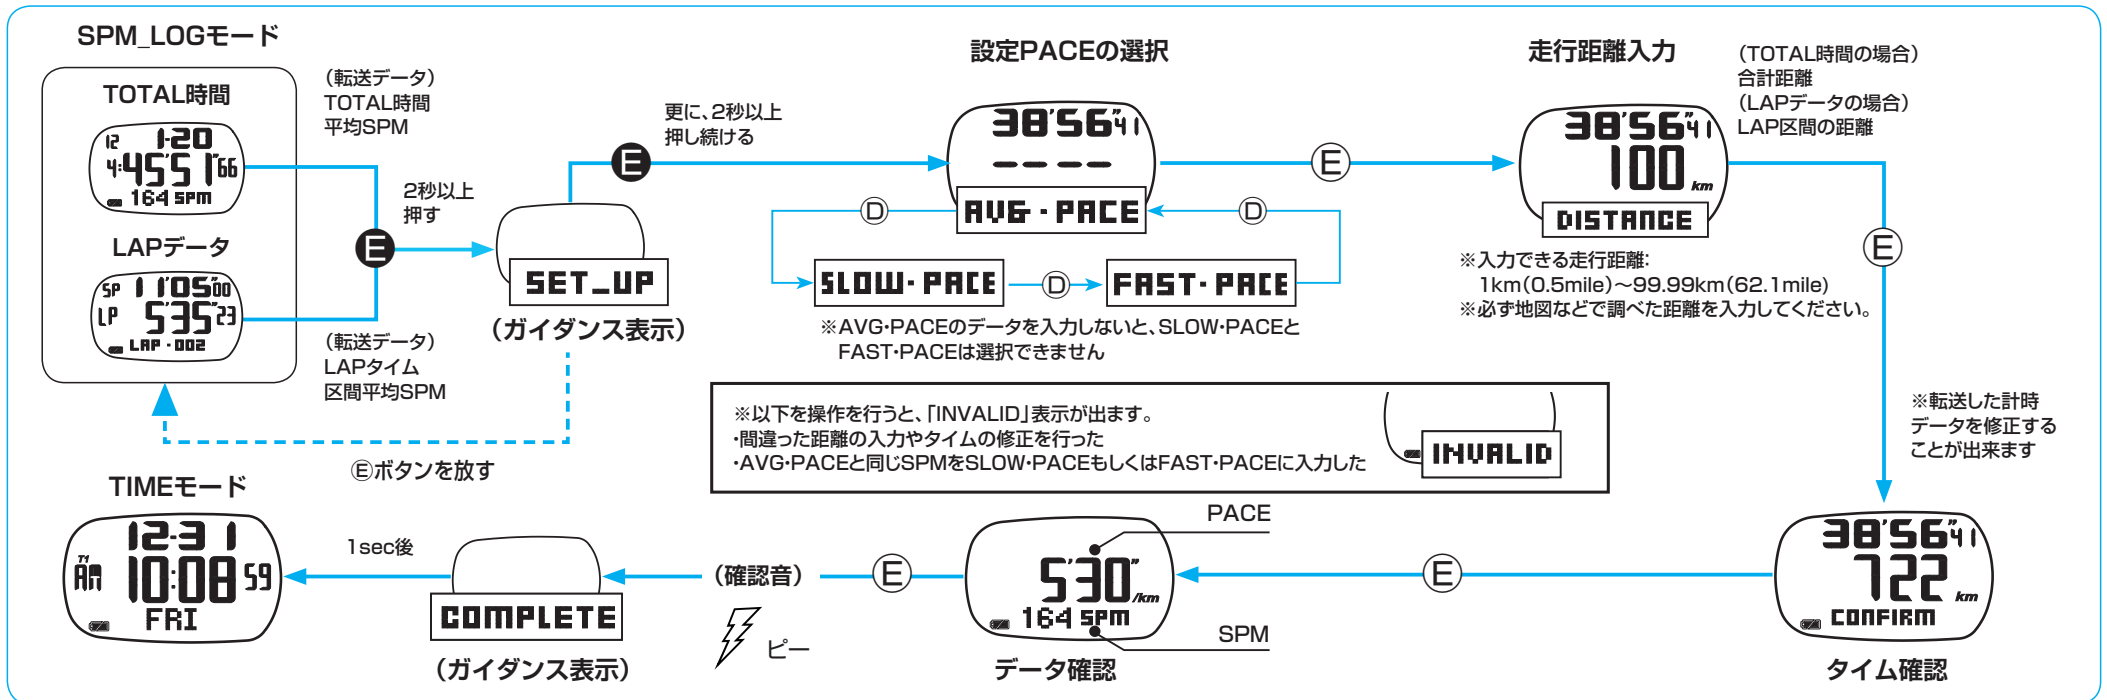 SPM_LOGモード
TOTAL時間
12 1-20
4:45'51"66
164 SPM
LAPデータ
SP 11'05"00
LP 5'35"23
LAP - 002
(転送データ)
TOTAL時間
平均SPM
(転送データ)
LAPタイム
区間平均SPM
E
2秒以上
押す
SET_UP
(ガイダンス表示)
Ⓔボタンを放す
E
更に、2秒以上
押し続ける
設定PACEの選択
38'56"41
----
AVG・PACE
D
D
SLOW・PACE
D
FAST・PACE
※AVG・PACEのデータを入力しないと、SLOW・PACEと
FAST・PACEは選択できません
E
走行距離入力
38'56"41
100 km
DISTANCE
(TOTAL時間の場合)
合計距離
(LAPデータの場合)
LAP区間の距離
※入力できる走行距離:
1km(0.5mile)～99.99km(62.1mile)
※必ず地図などで調べた距離を入力してください。
E
※転送した計時
データを修正する
ことが出来ます
※以下を操作を行うと、「INVALID」表示が出ます。
・間違った距離の入力やタイムの修正を行った
・AVG・PACEと同じSPMをSLOW・PACEもしくはFAST・PACEに入力した
INVALID
38'56"41
722 km
CONFIRM
タイム確認
E
PACE
5'30"/km
164 SPM
SPM
データ確認
E
(確認音)
ピー
COMPLETE
(ガイダンス表示)
1sec後
TIMEモード
12-31
T1
AM 10:08 59
FRI